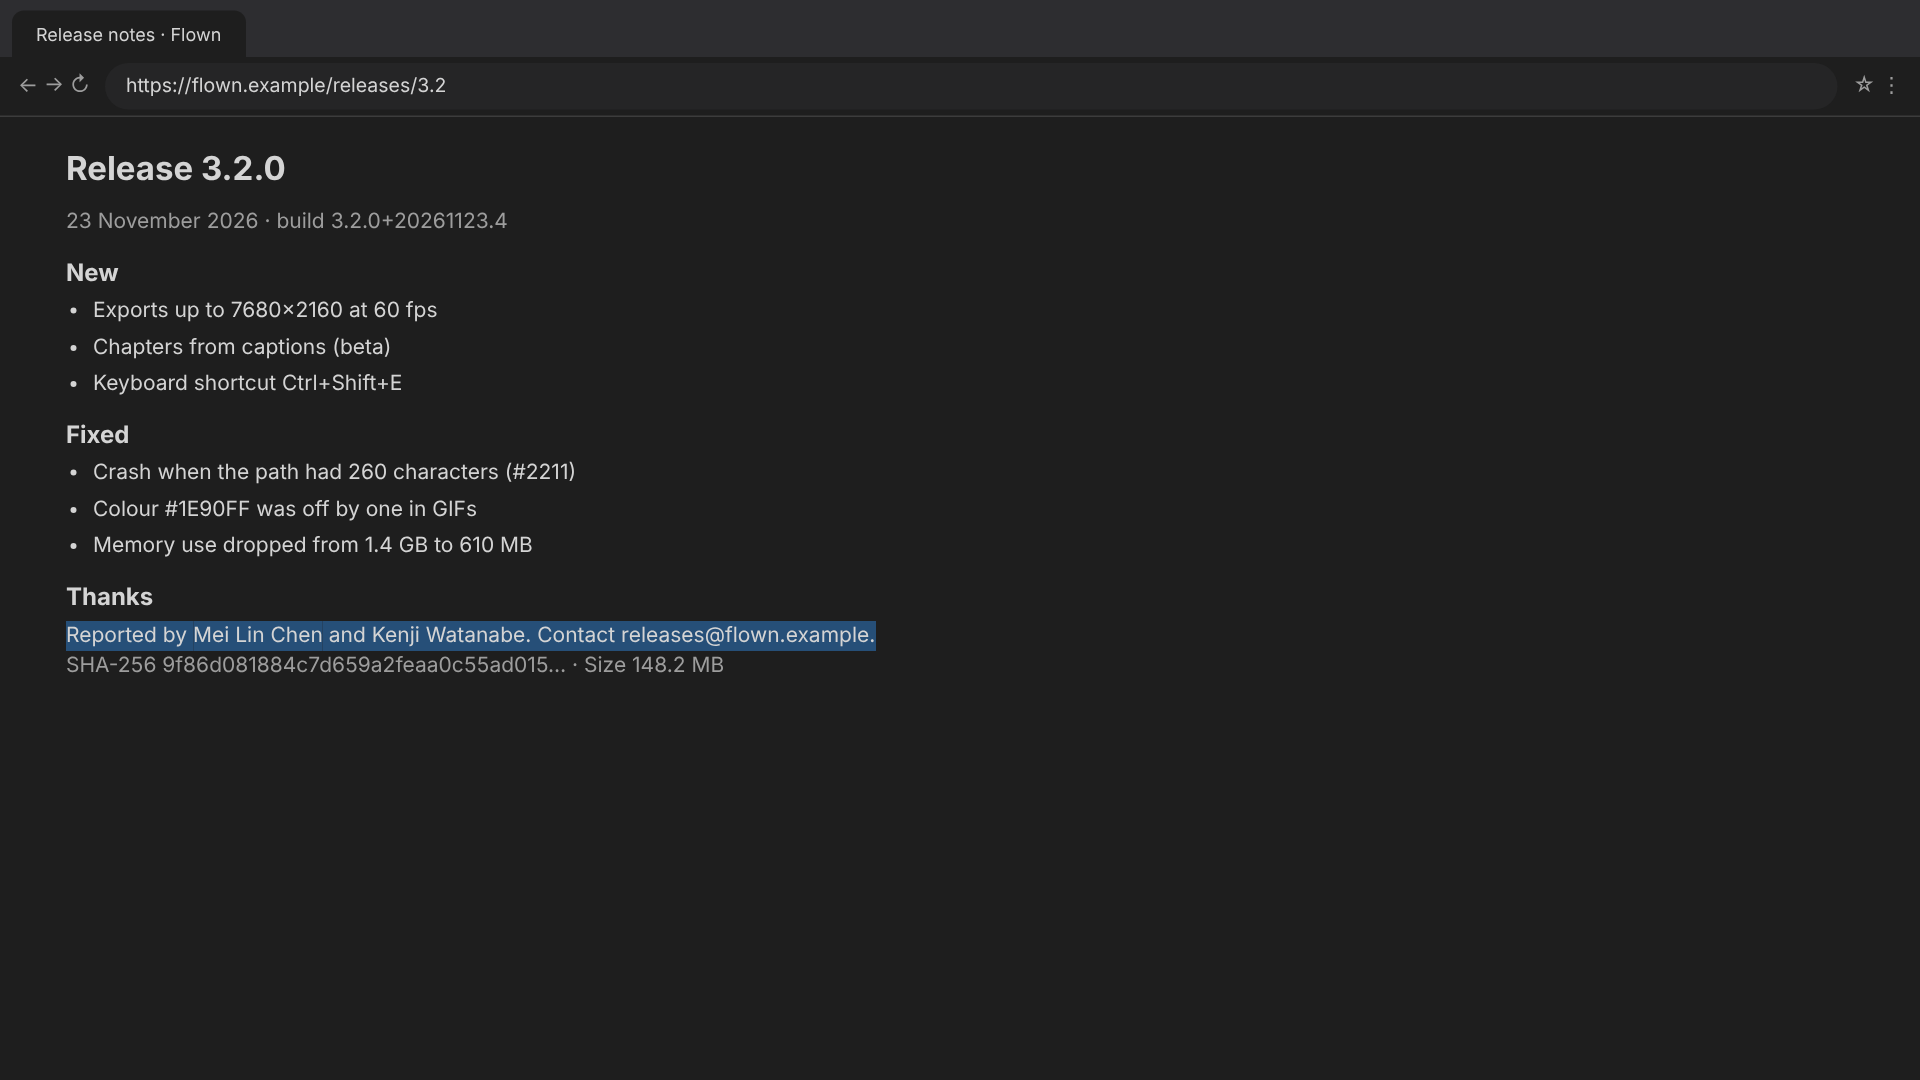 Release notes · Flown
https://flown.example/releases/3.2
Release 3.2.0
23 November 2026 · build 3.2.0+20261123.4
New
• Exports up to 7680×2160 at 60 fps
• Chapters from captions (beta)
• Keyboard shortcut Ctrl+Shift+E
Fixed
• Crash when the path had 260 characters (#2211)
• Colour #1E90FF was off by one in GIFs
• Memory use dropped from 1.4 GB to 610 MB
Thanks
Reported by Mei Lin Chen and Kenji Watanabe. Contact releases@flown.example.
SHA-256 9f86d081884c7d659a2feaa0c55ad015… · Size 148.2 MB